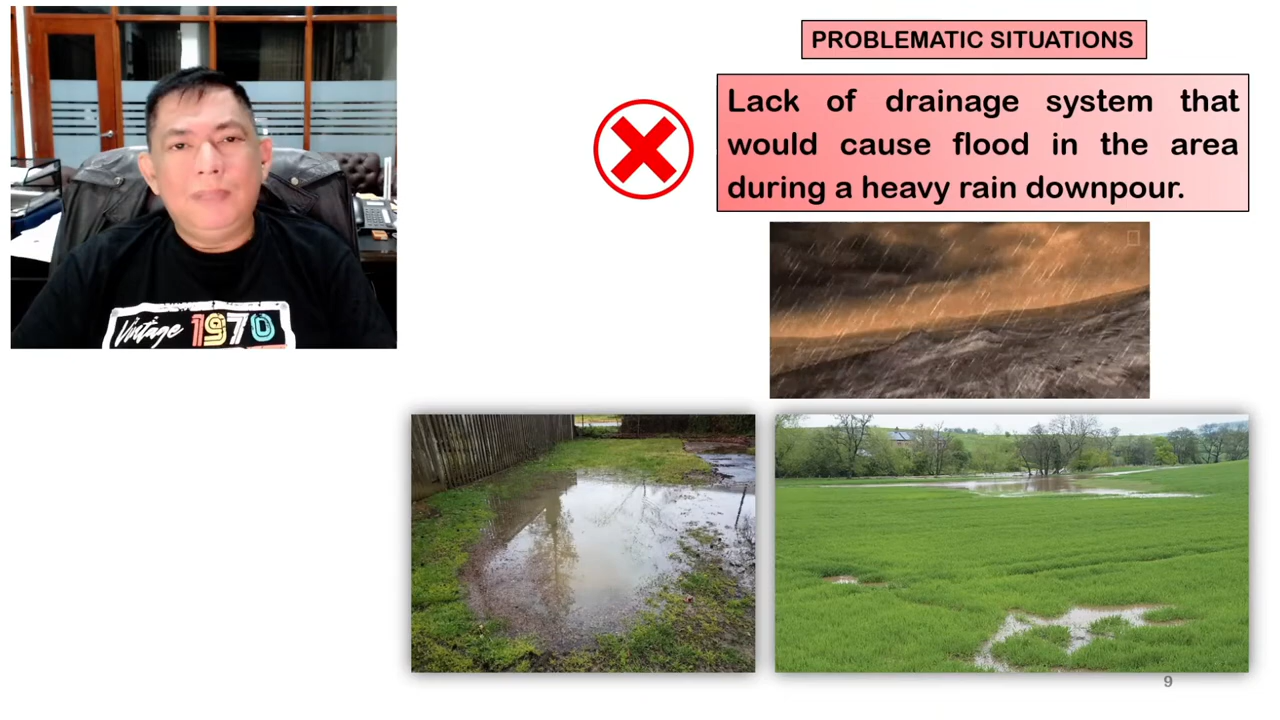 PROBLEMATIC SITUATIONS
Lack of drainage system that
would cause flood in the area
during a heavy rain downpour.
Vintage 1970
9